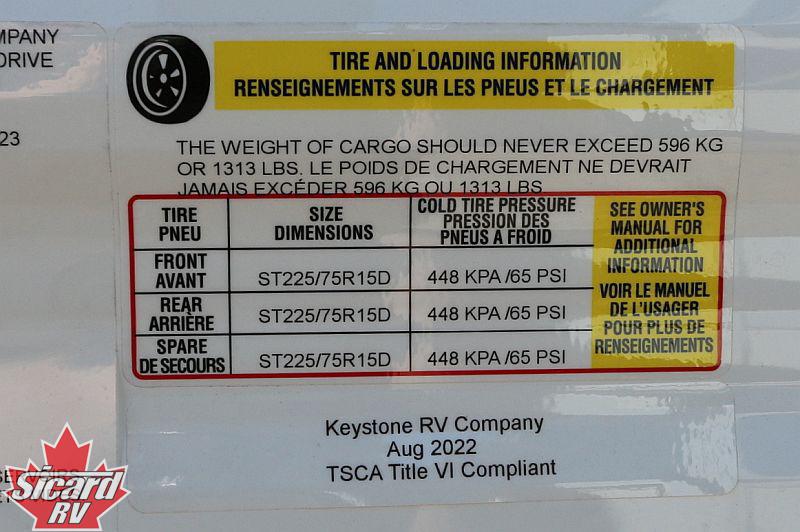 MPANY
DRIVE
23
TIRE AND LOADING INFORMATION
RENSEIGNEMENTS SUR LES PNEUS ET LE CHARGEMENT
THE WEIGHT OF CARGO SHOULD NEVER EXCEED 596 KG
OR 1313 LBS. LE POIDS DE CHARGEMENT NE DEVRAIT
JAMAIS EXCÉDER 596 KG OU 1313 LBS
TIRE
PNEU
SIZE
DIMENSIONS
COLD TIRE PRESSURE
PRESSION DES
PNEUS A FROID
SEE OWNER'S
MANUAL FOR
ADDITIONAL
INFORMATION
VOIR LE MANUEL
DE L'USAGER
POUR PLUS DE
RENSEIGNEMENTS
FRONT
AVANT
ST225/75R15D
448 KPA /65 PSI
REAR
ARRIÈRE
ST225/75R15D
448 KPA /65 PSI
SPARE
DE SECOURS
ST225/75R15D
448 KPA /65 PSI
Keystone RV Company
Aug 2022
TSCA Title VI Compliant
Sicard
RV